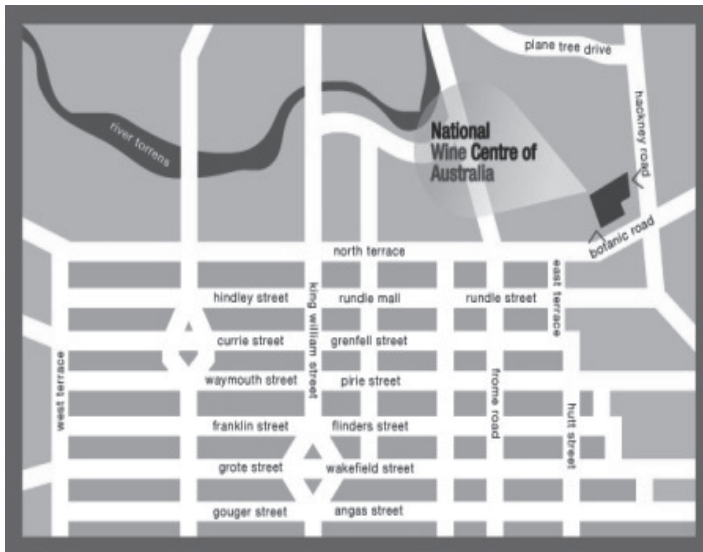 plane tree drive
hackney road
river torrens
National
Wine Centre of
Australia
botanic road
north terrace
east terrace
hindley street
king william street
rundle mall
rundle street
currie street
grenfell street
west terrace
waymouth street
pirie street
frome road
hutt street
franklin street
flinders street
grote street
wakefield street
gouger street
angas street